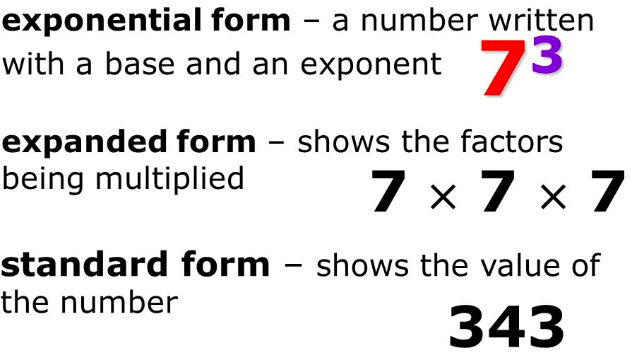 exponential form – a number written
with a base and an exponent 7³
expanded form – shows the factors
being multiplied 7 × 7 × 7
standard form – shows the value of
the number
343